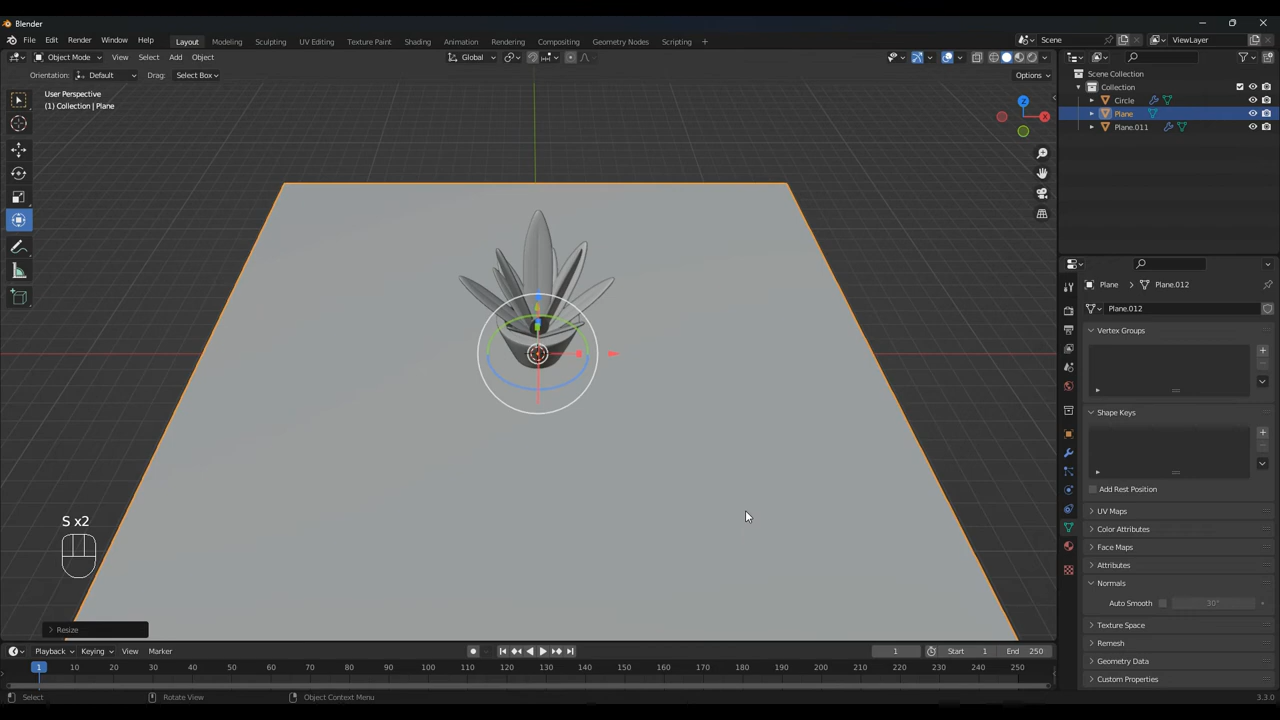 Blender
File Edit Render Window Help Layout Modeling Sculpting UV Editing Texture Paint Shading Animation Rendering Compositing Geometry Nodes Scripting + Scene ViewLayer
Object Mode View Select Add Object Global
Orientation: Default Drag: Select Box Options
User Perspective
(1) Collection | Plane
Z
X
Scene Collection
Collection
Circle
Plane
Plane.011
Plane Plane.012
Plane.012
Vertex Groups
Shape Keys
Add Rest Position
UV Maps
Color Attributes
Face Maps
Attributes
Normals
Auto Smooth 30°
Texture Space
Remesh
Geometry Data
Custom Properties
S x2
Resize
Playback Keying View Marker 1 Start 1 End 250
1 10 20 30 40 50 60 70 80 90 100 110 120 130 140 150 160 170 180 190 200 210 220 230 240 250
Select Rotate View Object Context Menu 3.3.0